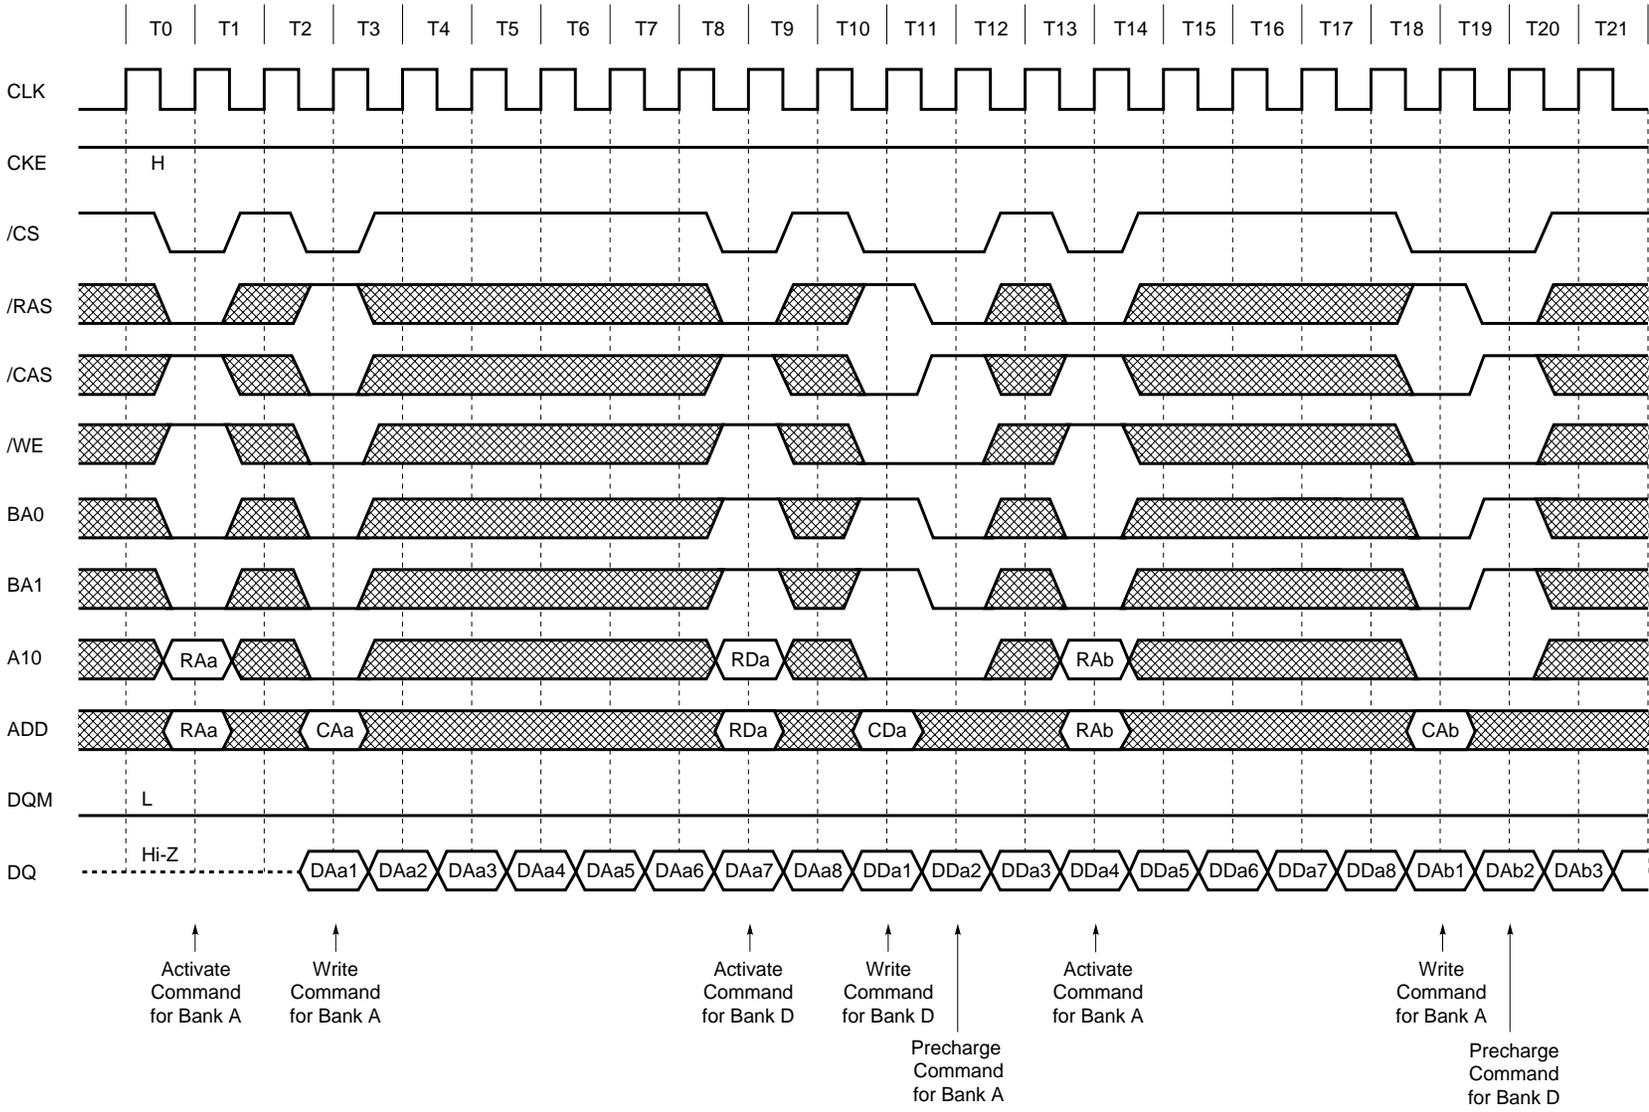 T0 T1 T2 T3 T4 T5 T6 T7 T8 T9 T10 T11 T12 T13 T14 T15 T16 T17 T18 T19 T20 T21
CLK
CKE H
/CS
/RAS
/CAS
/WE
BA0
BA1
A10 RAa RDa RAb
ADD RAa CAa RDa CDa RAb CAb
DQM L
DQ Hi-Z DAa1 DAa2 DAa3 DAa4 DAa5 DAa6 DAa7 DAa8 DDa1 DDa2 DDa3 DDa4 DDa5 DDa6 DDa7 DDa8 DAb1 DAb2 DAb3
Activate
Command
for Bank A
Write
Command
for Bank A
Activate
Command
for Bank D
Write
Command
for Bank D
Precharge
Command
for Bank A
Activate
Command
for Bank A
Write
Command
for Bank A
Precharge
Command
for Bank D